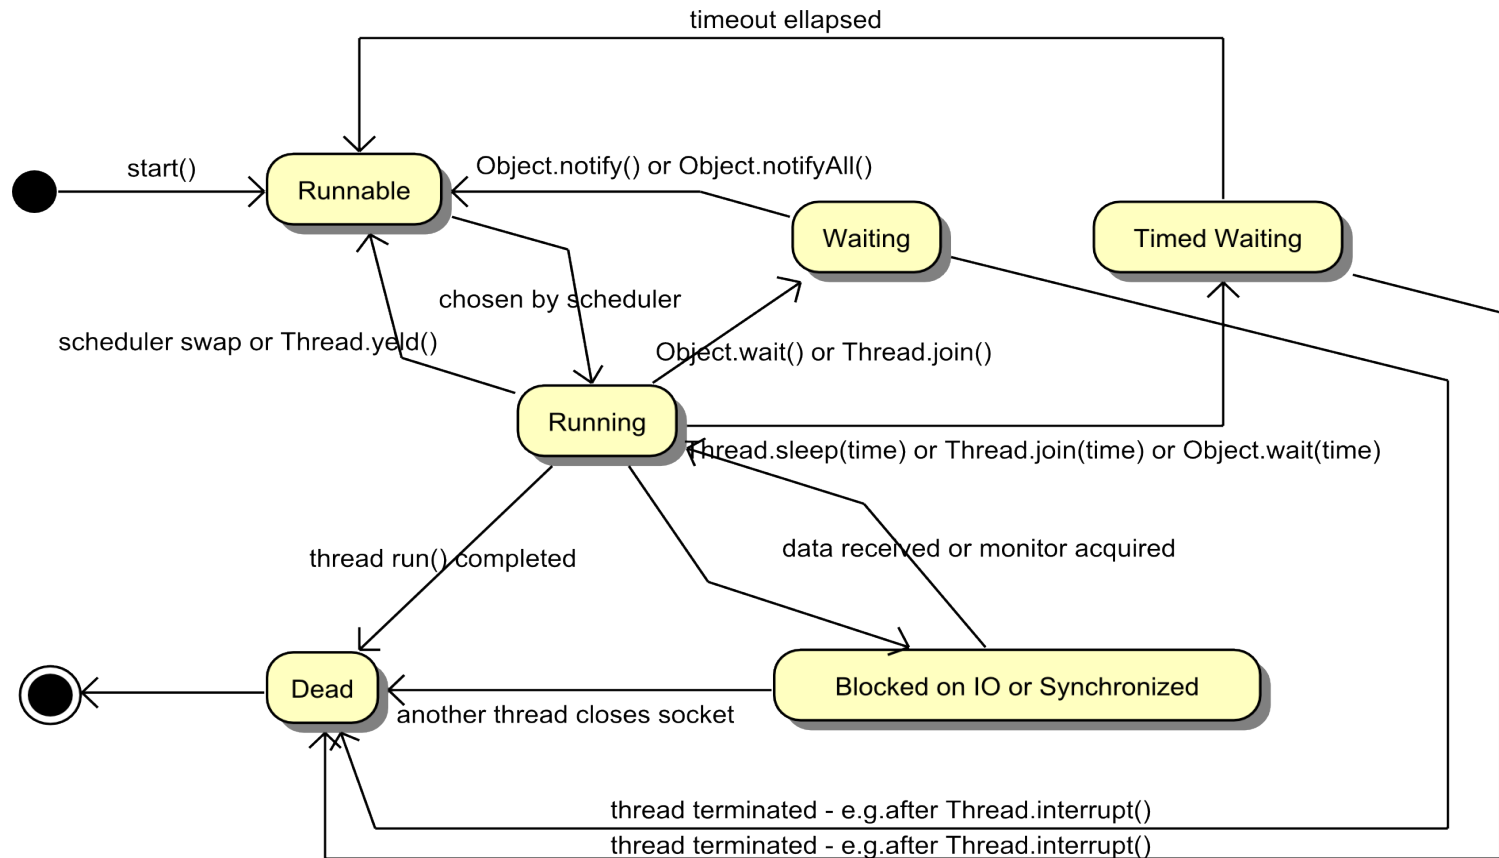 timeout ellapsed
start()
Object.notify() or Object.notifyAll()
Runnable
Waiting
Timed Waiting
chosen by scheduler
scheduler swap or Thread.yeld()
Object.wait() or Thread.join()
Running
Thread.sleep(time) or Thread.join(time) or Object.wait(time)
data received or monitor acquired
thread run() completed
Dead
Blocked on IO or Synchronized
another thread closes socket
thread terminated - e.g.after Thread.interrupt()
thread terminated - e.g.after Thread.interrupt()